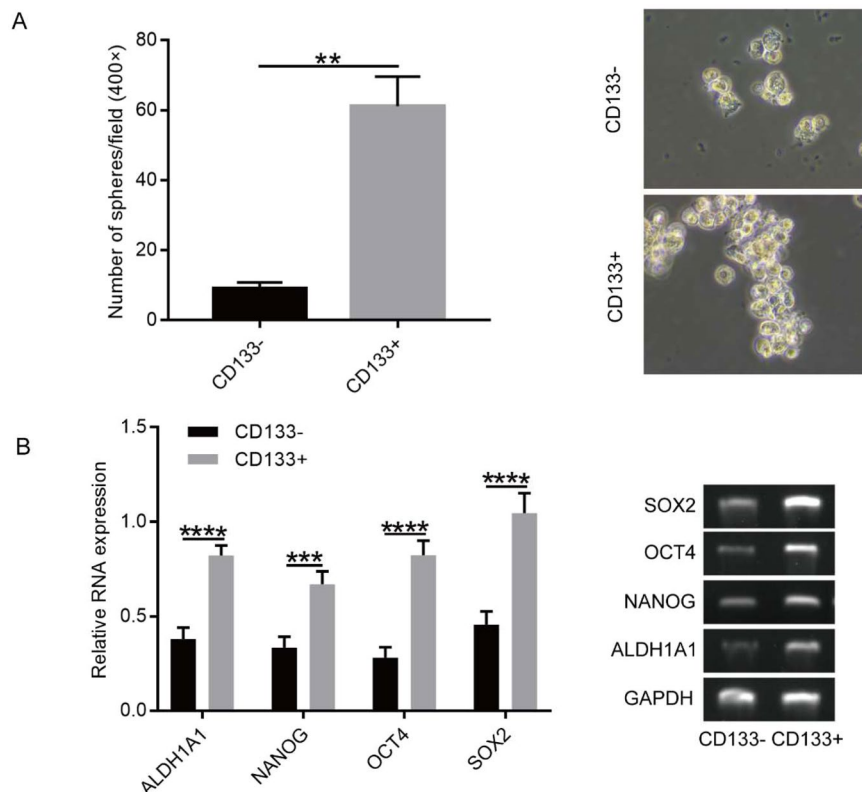 A
Number of spheres/field (400×)
80
60
40
20
0
**
CD133-
CD133+
CD133-
CD133+
B
Relative RNA expression
1.5
1.0
0.5
0.0
CD133-
CD133+
****
***
****
****
ALDH1A1
NANOG
OCT4
SOX2
SOX2
OCT4
NANOG
ALDH1A1
GAPDH
CD133- CD133+